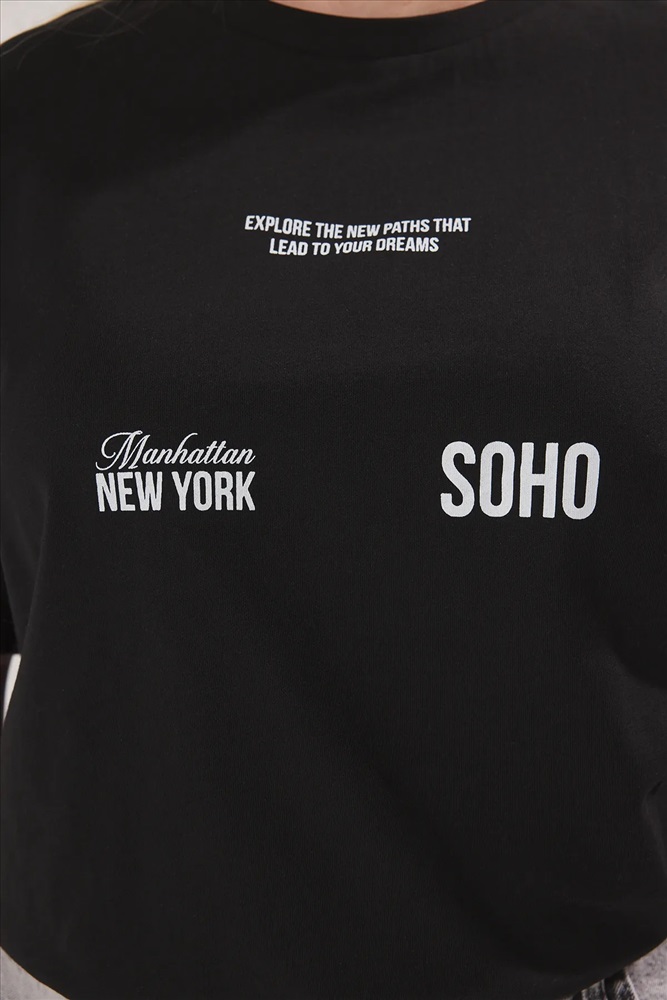 EXPLORE THE NEW PATHS THAT
LEAD TO YOUR DREAMS
Manhattan
NEW YORK
SOHO